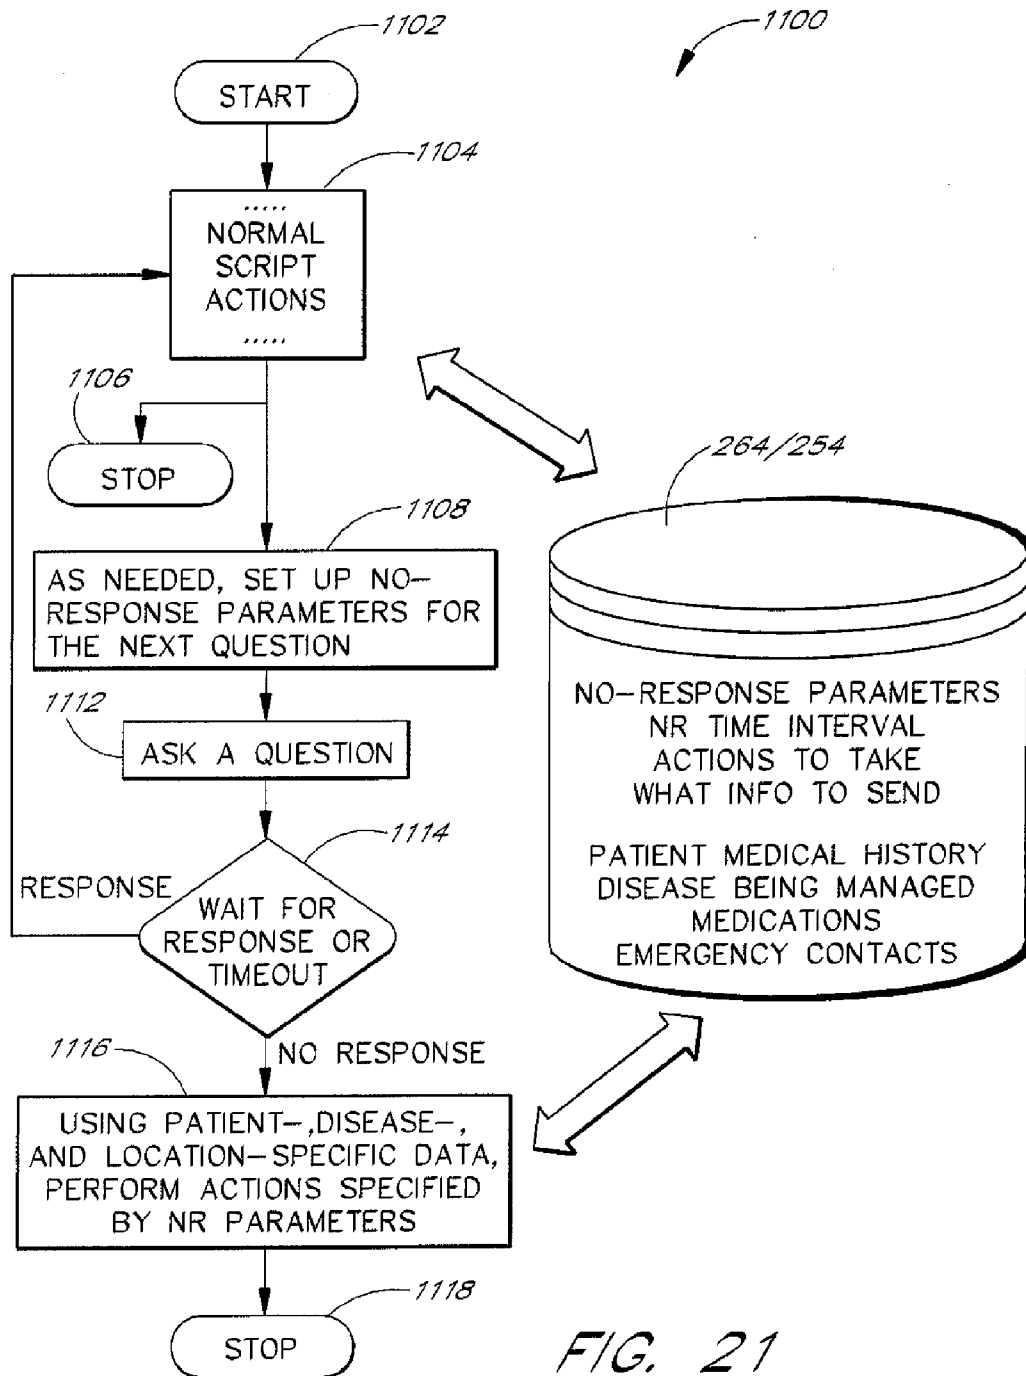 1102
1100
START
1104
.....
NORMAL
SCRIPT
ACTIONS
.....
1106
STOP
264/254
1108
AS NEEDED, SET UP NO-
RESPONSE PARAMETERS FOR
THE NEXT QUESTION
1112
ASK A QUESTION
NO-RESPONSE PARAMETERS
NR TIME INTERVAL
ACTIONS TO TAKE
WHAT INFO TO SEND
PATIENT MEDICAL HISTORY
DISEASE BEING MANAGED
MEDICATIONS
EMERGENCY CONTACTS
1114
RESPONSE
WAIT FOR
RESPONSE OR
TIMEOUT
NO RESPONSE
1116
USING PATIENT-,DISEASE-,
AND LOCATION-SPECIFIC DATA,
PERFORM ACTIONS SPECIFIED
BY NR PARAMETERS
1118
STOP
FIG. 21